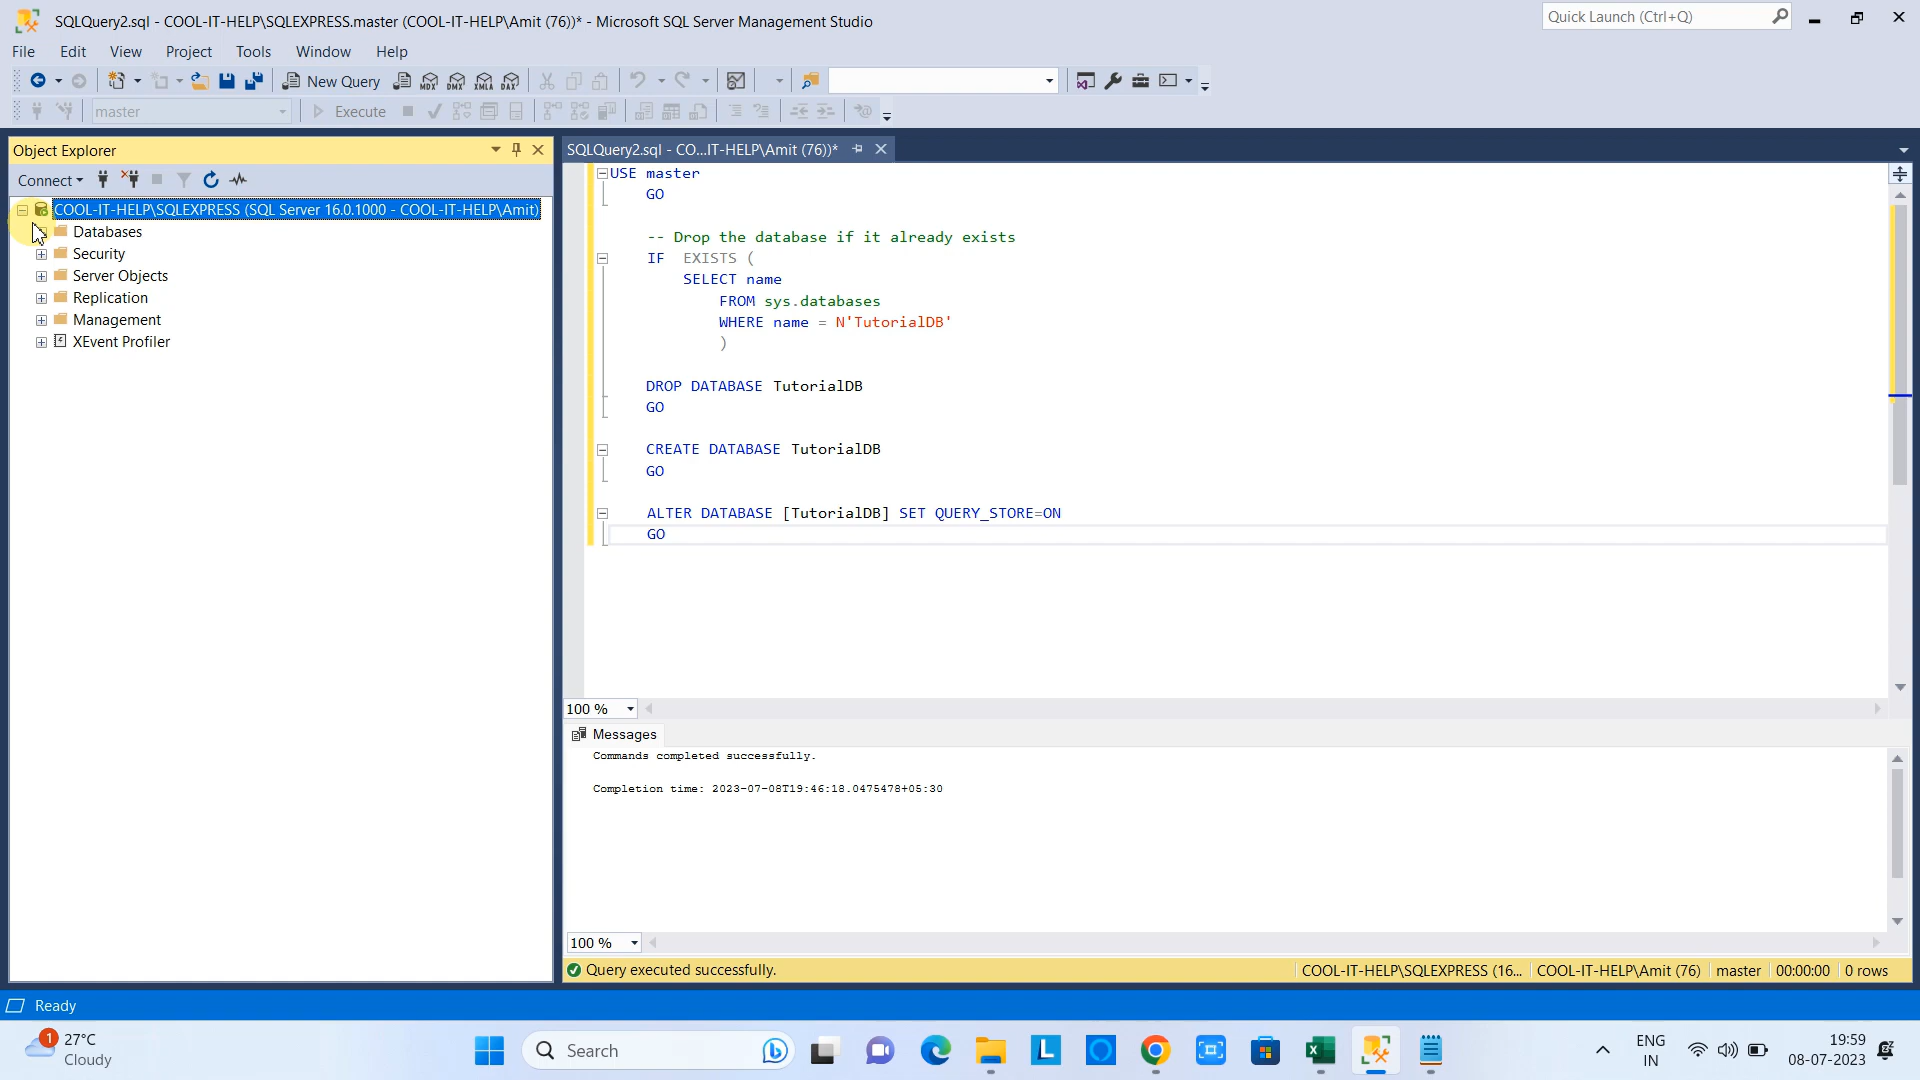 SQLQuery2.sql - COOL-IT-HELP\SQLEXPRESS.master (COOL-IT-HELP\Amit (76))* - Microsoft SQL Server Management Studio
Quick Launch (Ctrl+Q)
File Edit View Project Tools Window Help
New Query MDX DMX XMLA DAX
master Execute
Object Explorer
Connect
COOL-IT-HELP\SQLEXPRESS (SQL Server 16.0.1000 - COOL-IT-HELP\Amit)
Databases
Security
Server Objects
Replication
Management
XEvent Profiler
SQLQuery2.sql - CO...IT-HELP\Amit (76))*
USE master
GO
-- Drop the database if it already exists
IF EXISTS (
SELECT name
FROM sys.databases
WHERE name = N'TutorialDB'
)
DROP DATABASE TutorialDB
GO
CREATE DATABASE TutorialDB
GO
ALTER DATABASE [TutorialDB] SET QUERY_STORE=ON
GO
100 %
Messages
Commands completed successfully.
Completion time: 2023-07-08T19:46:18.0475478+05:30
100 %
Query executed successfully.
COOL-IT-HELP\SQLEXPRESS (16... COOL-IT-HELP\Amit (76) master 00:00:00 0 rows
Ready
1
27°C
Cloudy
Search
L
ENG
IN
19:59
08-07-2023